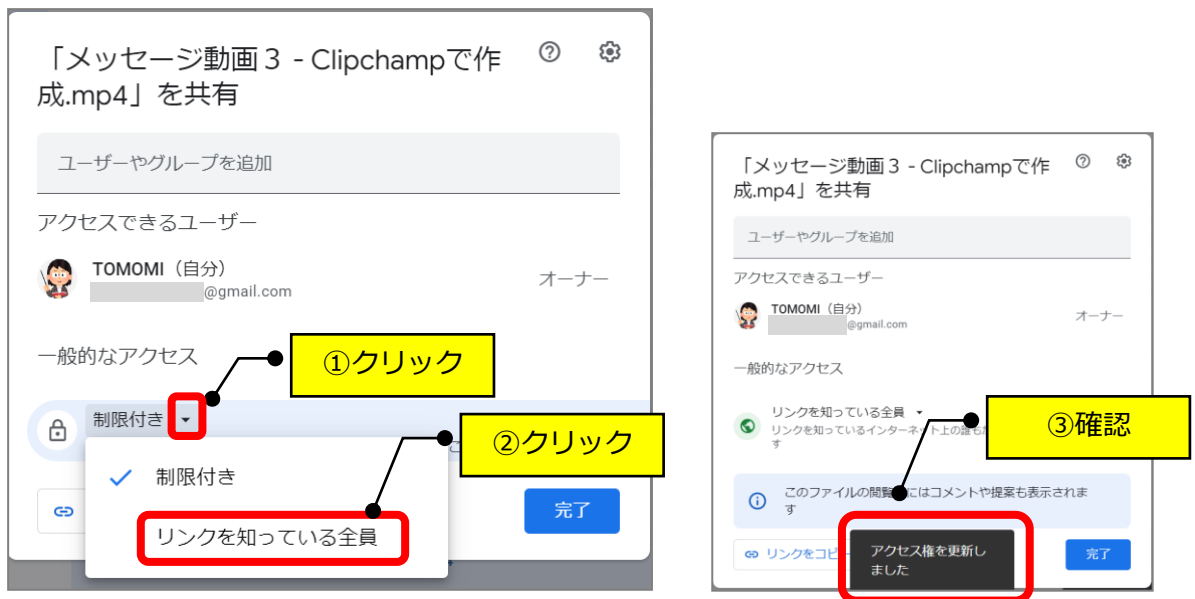 「メッセージ動画３ - Clipchampで作
成.mp4」を共有
ユーザーやグループを追加
アクセスできるユーザー
TOMOMI（自分）
@gmail.com
オーナー
一般的なアクセス
①クリック
制限付き
②クリック
制限付き
リンクを知っている全員
完了
「メッセージ動画３ - Clipchampで作
成.mp4」を共有
ユーザーやグループを追加
アクセスできるユーザー
TOMOMI（自分）
@gmail.com
オーナー
一般的なアクセス
リンクを知っている全員
リンクを知っているインターネット上の誰も
す
③確認
このファイルの閲覧 にはコメントや提案も表示されま
す
リンクをコピー
アクセス権を更新し
ました
完了